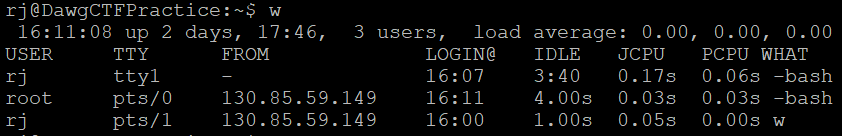 rj@DawgCTFPractice:~$ w
16:11:08 up 2 days, 17:46, 3 users, load average: 0.00, 0.00, 0.00
USER TTY FROM LOGIN@ IDLE JCPU PCPU WHAT
rj tty1 - 16:07 3:40 0.17s 0.06s -bash
root pts/0 130.85.59.149 16:11 4.00s 0.03s 0.03s -bash
rj pts/1 130.85.59.149 16:00 1.00s 0.05s 0.00s w